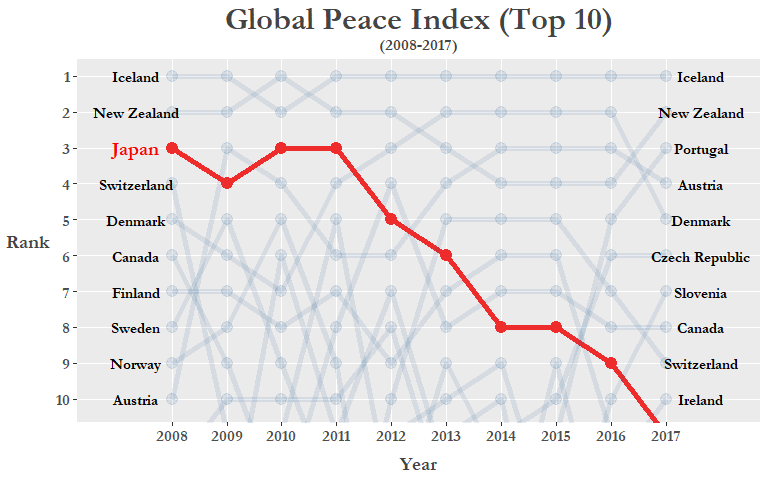 Global Peace Index (Top 10)
(2008-2017)
1 Iceland Iceland
2 New Zealand New Zealand
3 Japan Portugal
4 Switzerland Austria
5 Denmark Denmark
Rank
6 Canada Czech Republic
7 Finland Slovenia
8 Sweden Canada
9 Norway Switzerland
10 Austria Ireland
2008 2009 2010 2011 2012 2013 2014 2015 2016 2017
Year